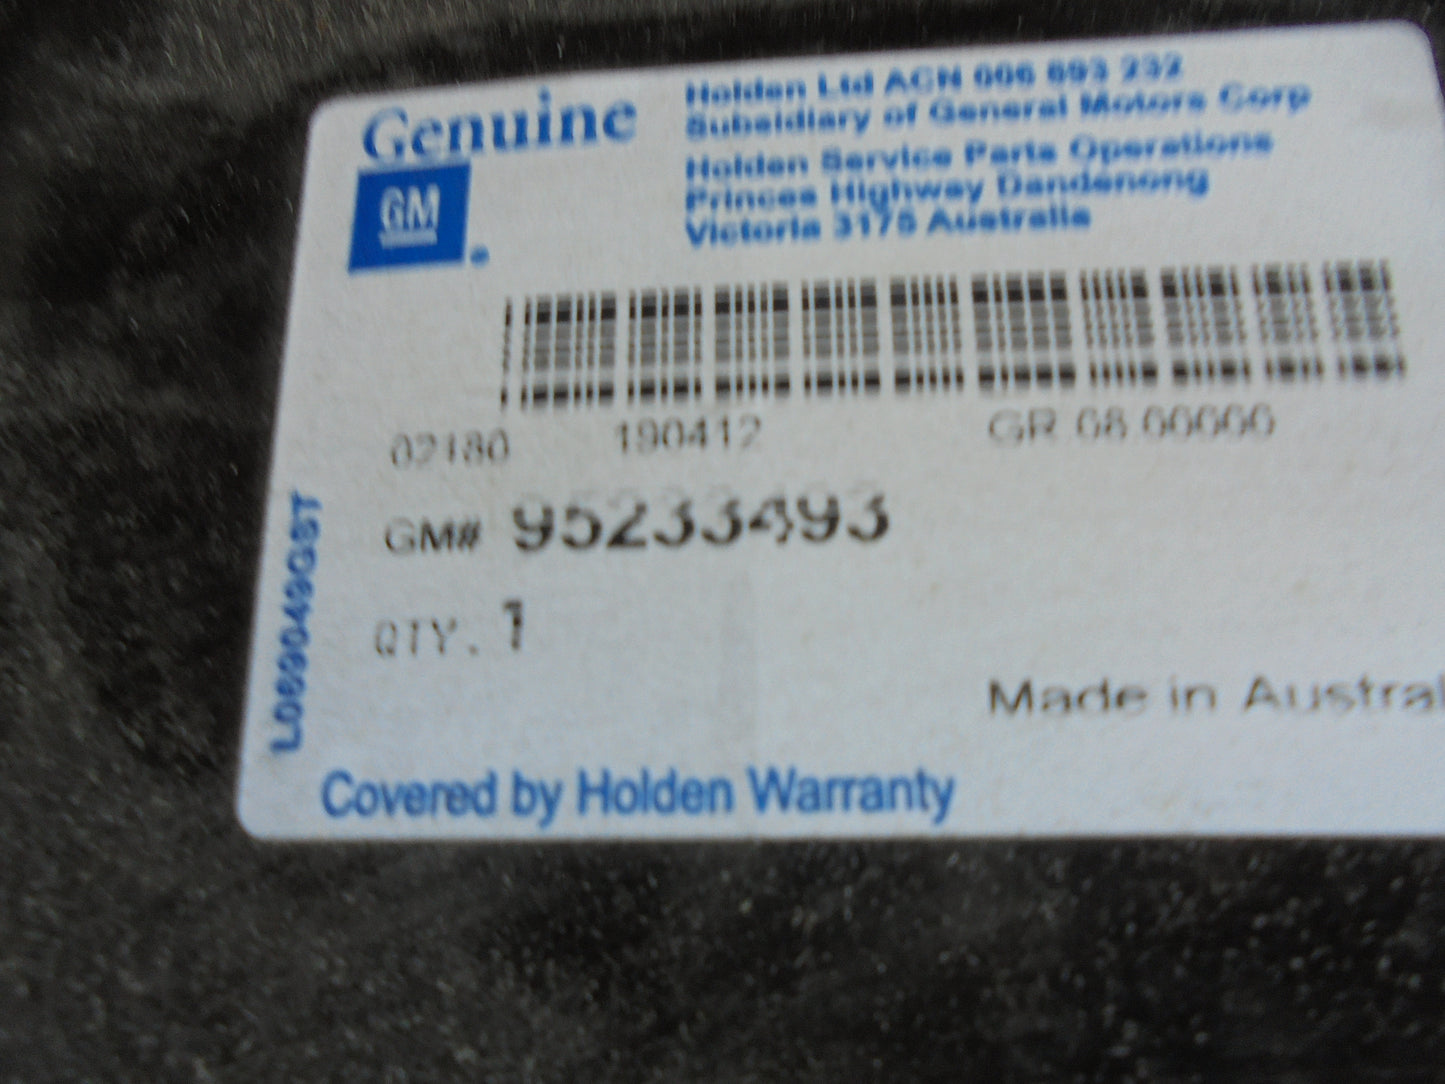 Genuine
GM
Holden Ltd ACN 006 893 232
Subsidiary of General Motors Corp
Holden Service Parts Operations
Princes Highway Dandenong
Victoria 3175 Australia
02180 190412 GR 08.00000
GM# 95233493
QTY. 1
L069049GST
Made in Austral
Covered by Holden Warranty